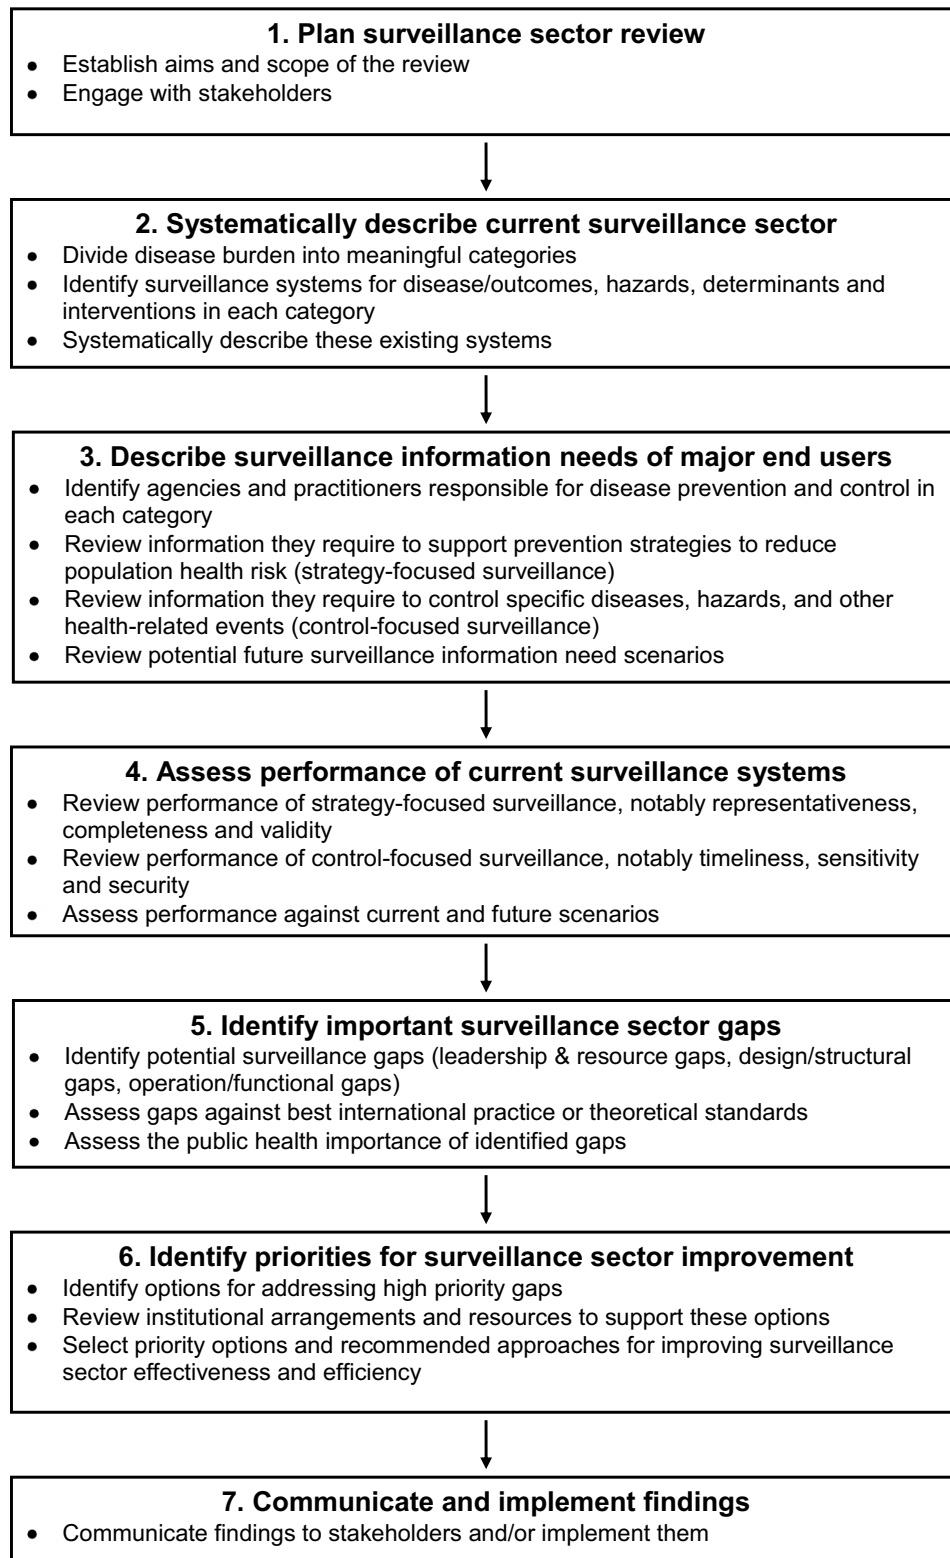 1. Plan surveillance sector review
• Establish aims and scope of the review
• Engage with stakeholders
2. Systematically describe current surveillance sector
• Divide disease burden into meaningful categories
• Identify surveillance systems for disease/outcomes, hazards, determinants and
interventions in each category
• Systematically describe these existing systems
3. Describe surveillance information needs of major end users
• Identify agencies and practitioners responsible for disease prevention and control in
each category
• Review information they require to support prevention strategies to reduce
population health risk (strategy-focused surveillance)
• Review information they require to control specific diseases, hazards, and other
health-related events (control-focused surveillance)
• Review potential future surveillance information need scenarios
4. Assess performance of current surveillance systems
• Review performance of strategy-focused surveillance, notably representativeness,
completeness and validity
• Review performance of control-focused surveillance, notably timeliness, sensitivity
and security
• Assess performance against current and future scenarios
5. Identify important surveillance sector gaps
• Identify potential surveillance gaps (leadership & resource gaps, design/structural
gaps, operation/functional gaps)
• Assess gaps against best international practice or theoretical standards
• Assess the public health importance of identified gaps
6. Identify priorities for surveillance sector improvement
• Identify options for addressing high priority gaps
• Review institutional arrangements and resources to support these options
• Select priority options and recommended approaches for improving surveillance
sector effectiveness and efficiency
7. Communicate and implement findings
• Communicate findings to stakeholders and/or implement them